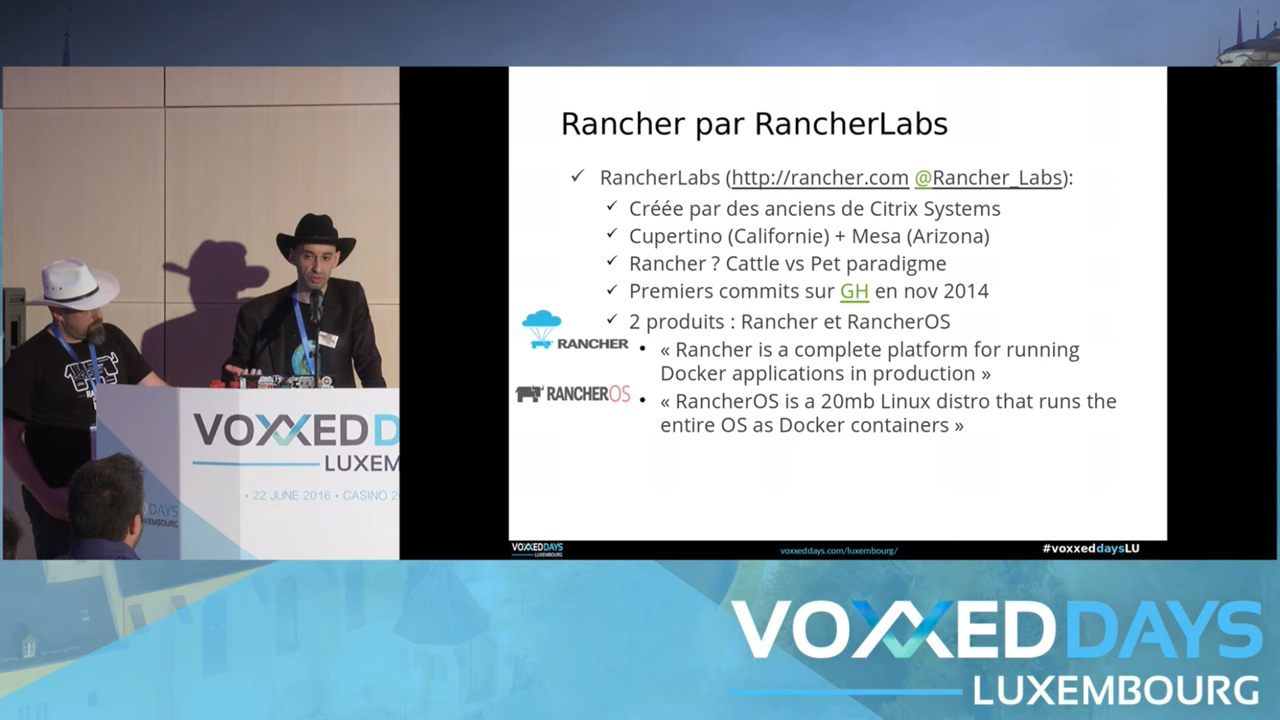 Rancher par RancherLabs
RancherLabs (http://rancher.com @Rancher_Labs):
Créée par des anciens de Citrix Systems
Cupertino (Californie) + Mesa (Arizona)
Rancher ? Cattle vs Pet paradigme
Premiers commits sur GH en nov 2014
2 produits : Rancher et RancherOS
RANCHER
« Rancher is a complete platform for running
Docker applications in production »
RANCHEROS
« RancherOS is a 20mb Linux distro that runs the
entire OS as Docker containers »
VOXXED D
LUXEM
• 22 JUNE 2016 • CASINO 2
DAYS
EMBOURG
VOXXEDDAYS
LUXEMBOURG
voxxeddays.com/luxembourg/
#voxxeddaysLU
VOXXEDDAYS
LUXEMBOURG